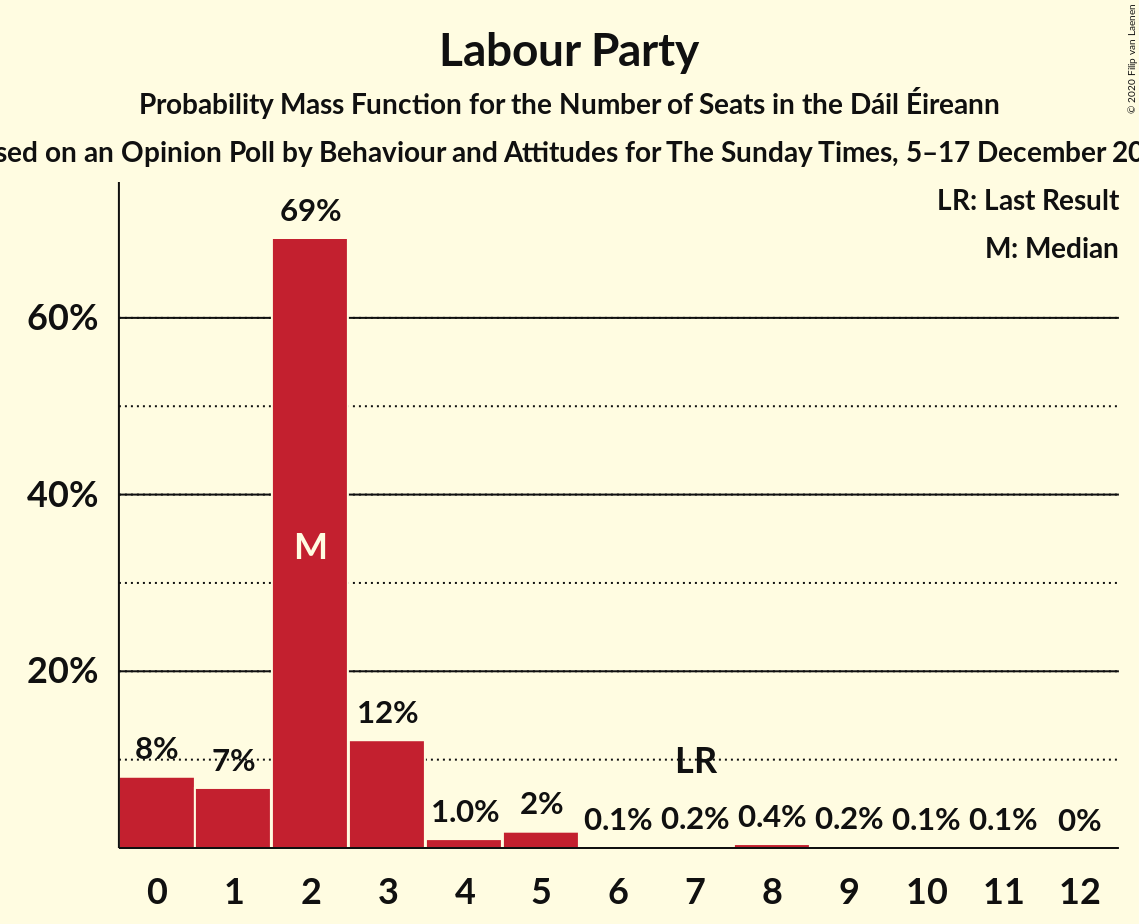 Labour Party
Probability Mass Function for the Number of Seats in the Dáil Éireann
sed on an Opinion Poll by Behaviour and Attitudes for The Sunday Times, 5–17 December 20
© 2020 Filip van Laenen
LR: Last Result
M: Median
69%
60%
40%
M
20%
12%
8%
7%
LR
1.0%
2%
0.1%
0.2%
0.4%
0.2%
0.1%
0.1%
0%
0 1 2 3 4 5 6 7 8 9 10 11 12